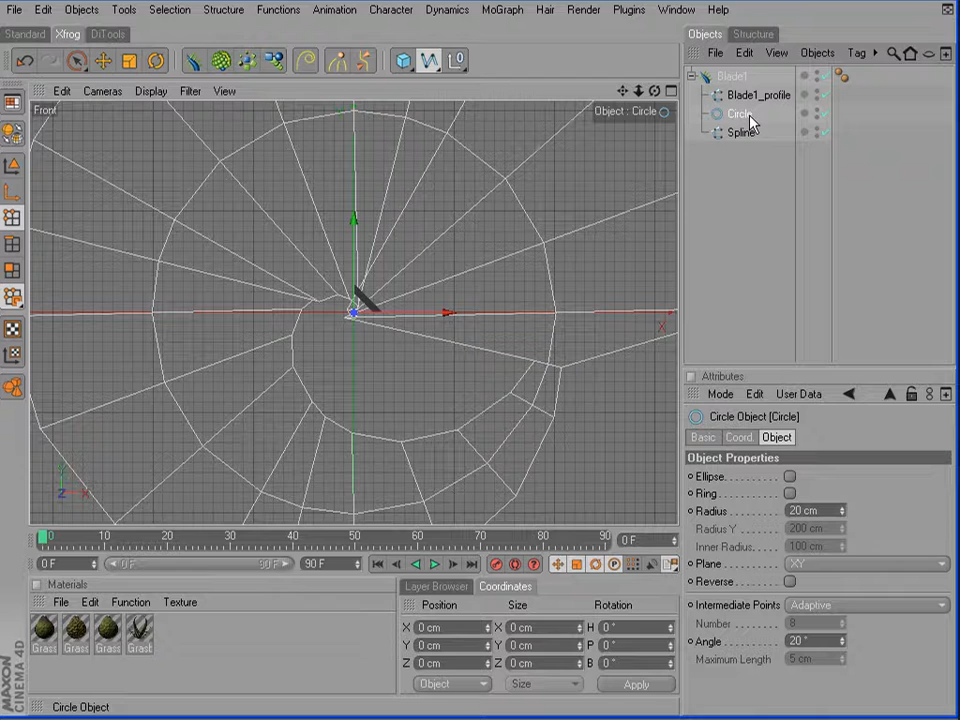 File Edit Objects Tools Selection Structure Functions Animation Character Dynamics MoGraph Hair Render Plugins Window Help
Standard Xfrog DiTools
Objects Structure
File Edit View Objects Tag
Edit Cameras Display Filter View
Blade1
Blade1_profile
Circle
Spline
Front
Object : Circle
X
Y
Z X
Attributes
Mode Edit User Data
Circle Object [Circle]
Basic Coord. Object
Object Properties
Ellipse
Ring
Radius 20 cm
Radius Y 200 cm
Inner Radius 100 cm
Plane XY
Reverse
Intermediate Points Adaptive
Number 8
Angle 20 °
Maximum Length 5 cm
0 10 20 30 40 50 60 70 80 90 0 F
0 F 0 F 90 F 90 F
Materials
File Edit Function Texture
Grass Grass Grass Grass
Layer Browser Coordinates
Position Size Rotation
X 0 cm X 0 cm H 0 °
Y 0 cm Y 0 cm P 0 °
Z 0 cm Z 0 cm B 0 °
Object Size Apply
MAXON CINEMA 4D
Circle Object